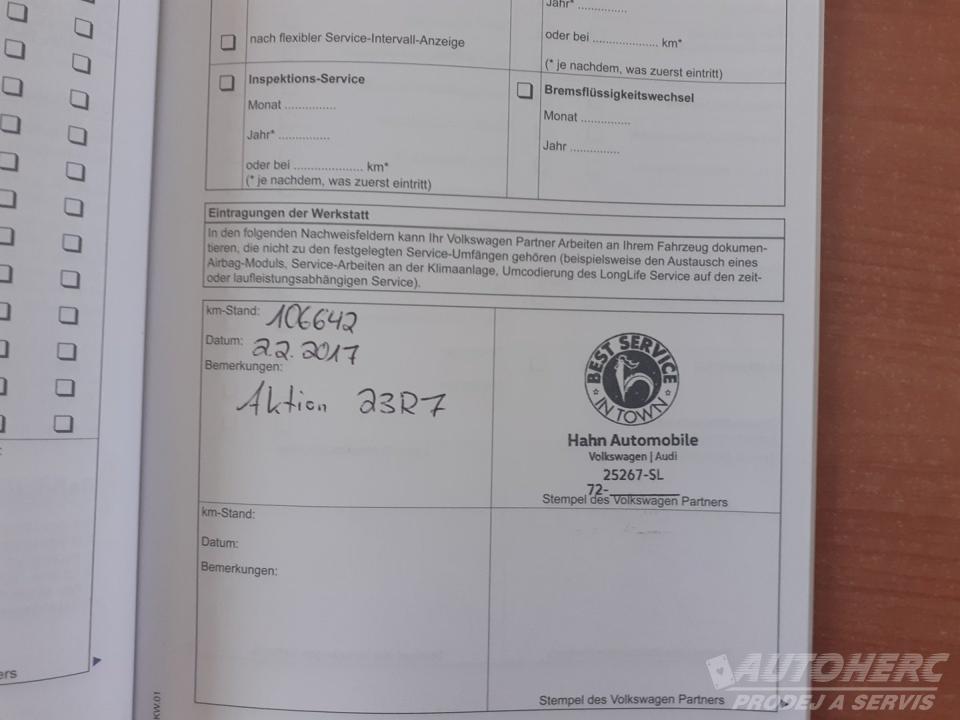 Jahr* ...............
nach flexibler Service-Intervall-Anzeige
oder bei .................... km*
(* je nachdem, was zuerst eintritt)
Inspektions-Service
Monat ...............
Jahr* ...............
oder bei .................... km*
(* je nachdem, was zuerst eintritt)
Bremsflüssigkeitswechsel
Monat ...............
Jahr ...............
Eintragungen der Werkstatt
In den folgenden Nachweisfeldern kann Ihr Volkswagen Partner Arbeiten an Ihrem Fahrzeug dokumen-
tieren, die nicht zu den festgelegten Service-Umfängen gehören (beispielsweise den Austausch eines
Airbag-Moduls, Service-Arbeiten an der Klimaanlage, Umcodierung des LongLife Service auf den zeit-
oder laufleistungsabhängigen Service).
km-Stand: 106642
Datum: 2.2.2017
Bemerkungen:
Aktion 23R7
BEST SERVICE
IN TOWN
Hahn Automobile
Volkswagen | Audi
25267-SL
72-
Stempel des Volkswagen Partners
km-Stand:
Datum:
Bemerkungen:
Stempel des Volkswagen Partners
ers
KW.01
AUTOHERC
PRODEJ A SERVIS